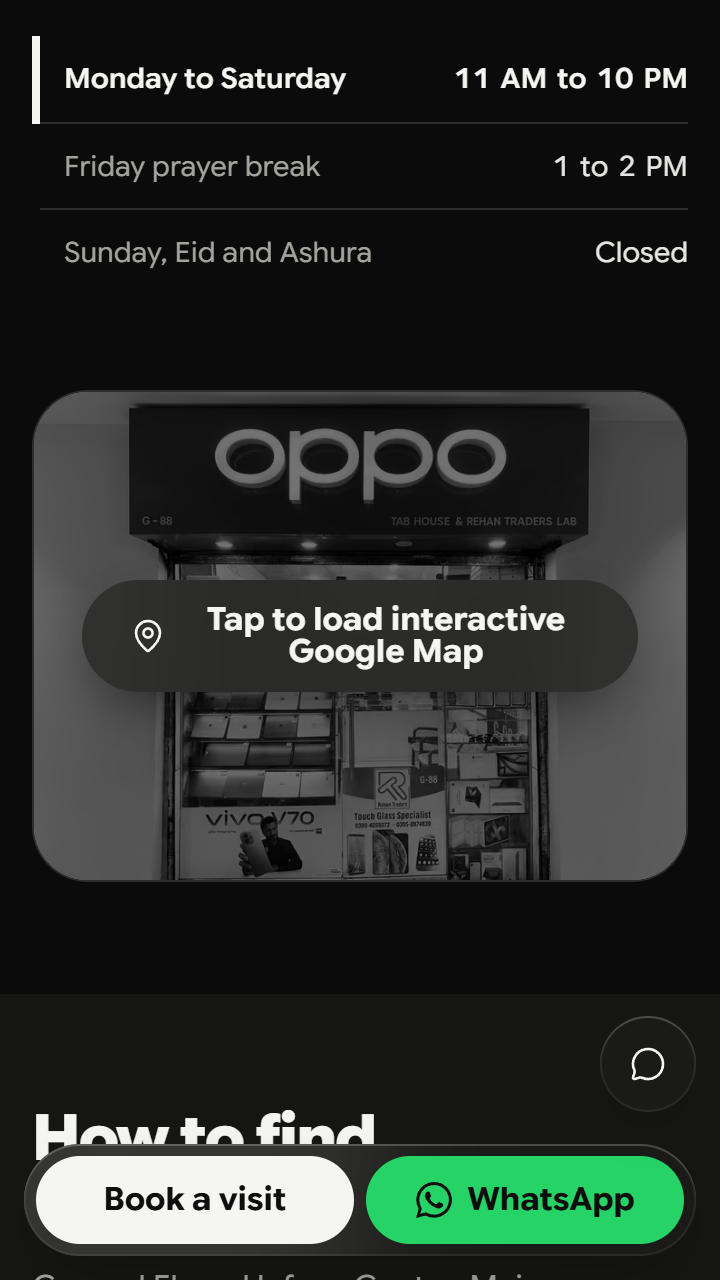 Monday to Saturday 11 AM to 10 PM
Friday prayer break 1 to 2 PM
Sunday, Eid and Ashura Closed
oppo
G-88 TAB HOUSE & REHAN TRADERS LAB
Tap to load interactive
Google Map
G-88
Rehan Traders
vivo V70
Touch Glass Specialist
How to find
Book a visit WhatsApp